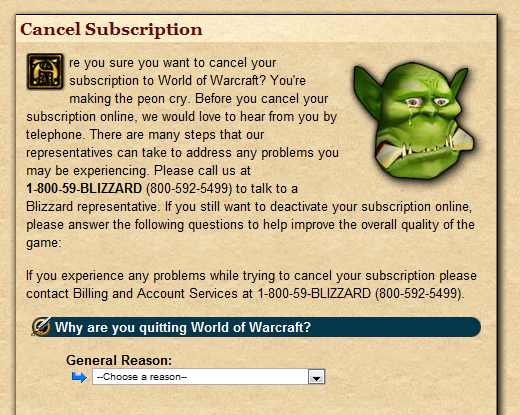 Cancel Subscription
re you sure you want to cancel your
subscription to World of Warcraft? You're
making the peon cry. Before you cancel your
subscription online, we would love to hear from you by
telephone. There are many steps that our
representatives can take to address any problems you
may be experiencing. Please call us at
1-800-59-BLIZZARD (800-592-5499) to talk to a
Blizzard representative. If you still want to deactivate your subscription online,
please answer the following questions to help improve the overall quality of the
game:
If you experience any problems while trying to cancel your subscription please
contact Billing and Account Services at 1-800-59-BLIZZARD (800-592-5499).
Why are you quitting World of Warcraft?
General Reason:
--Choose a reason--